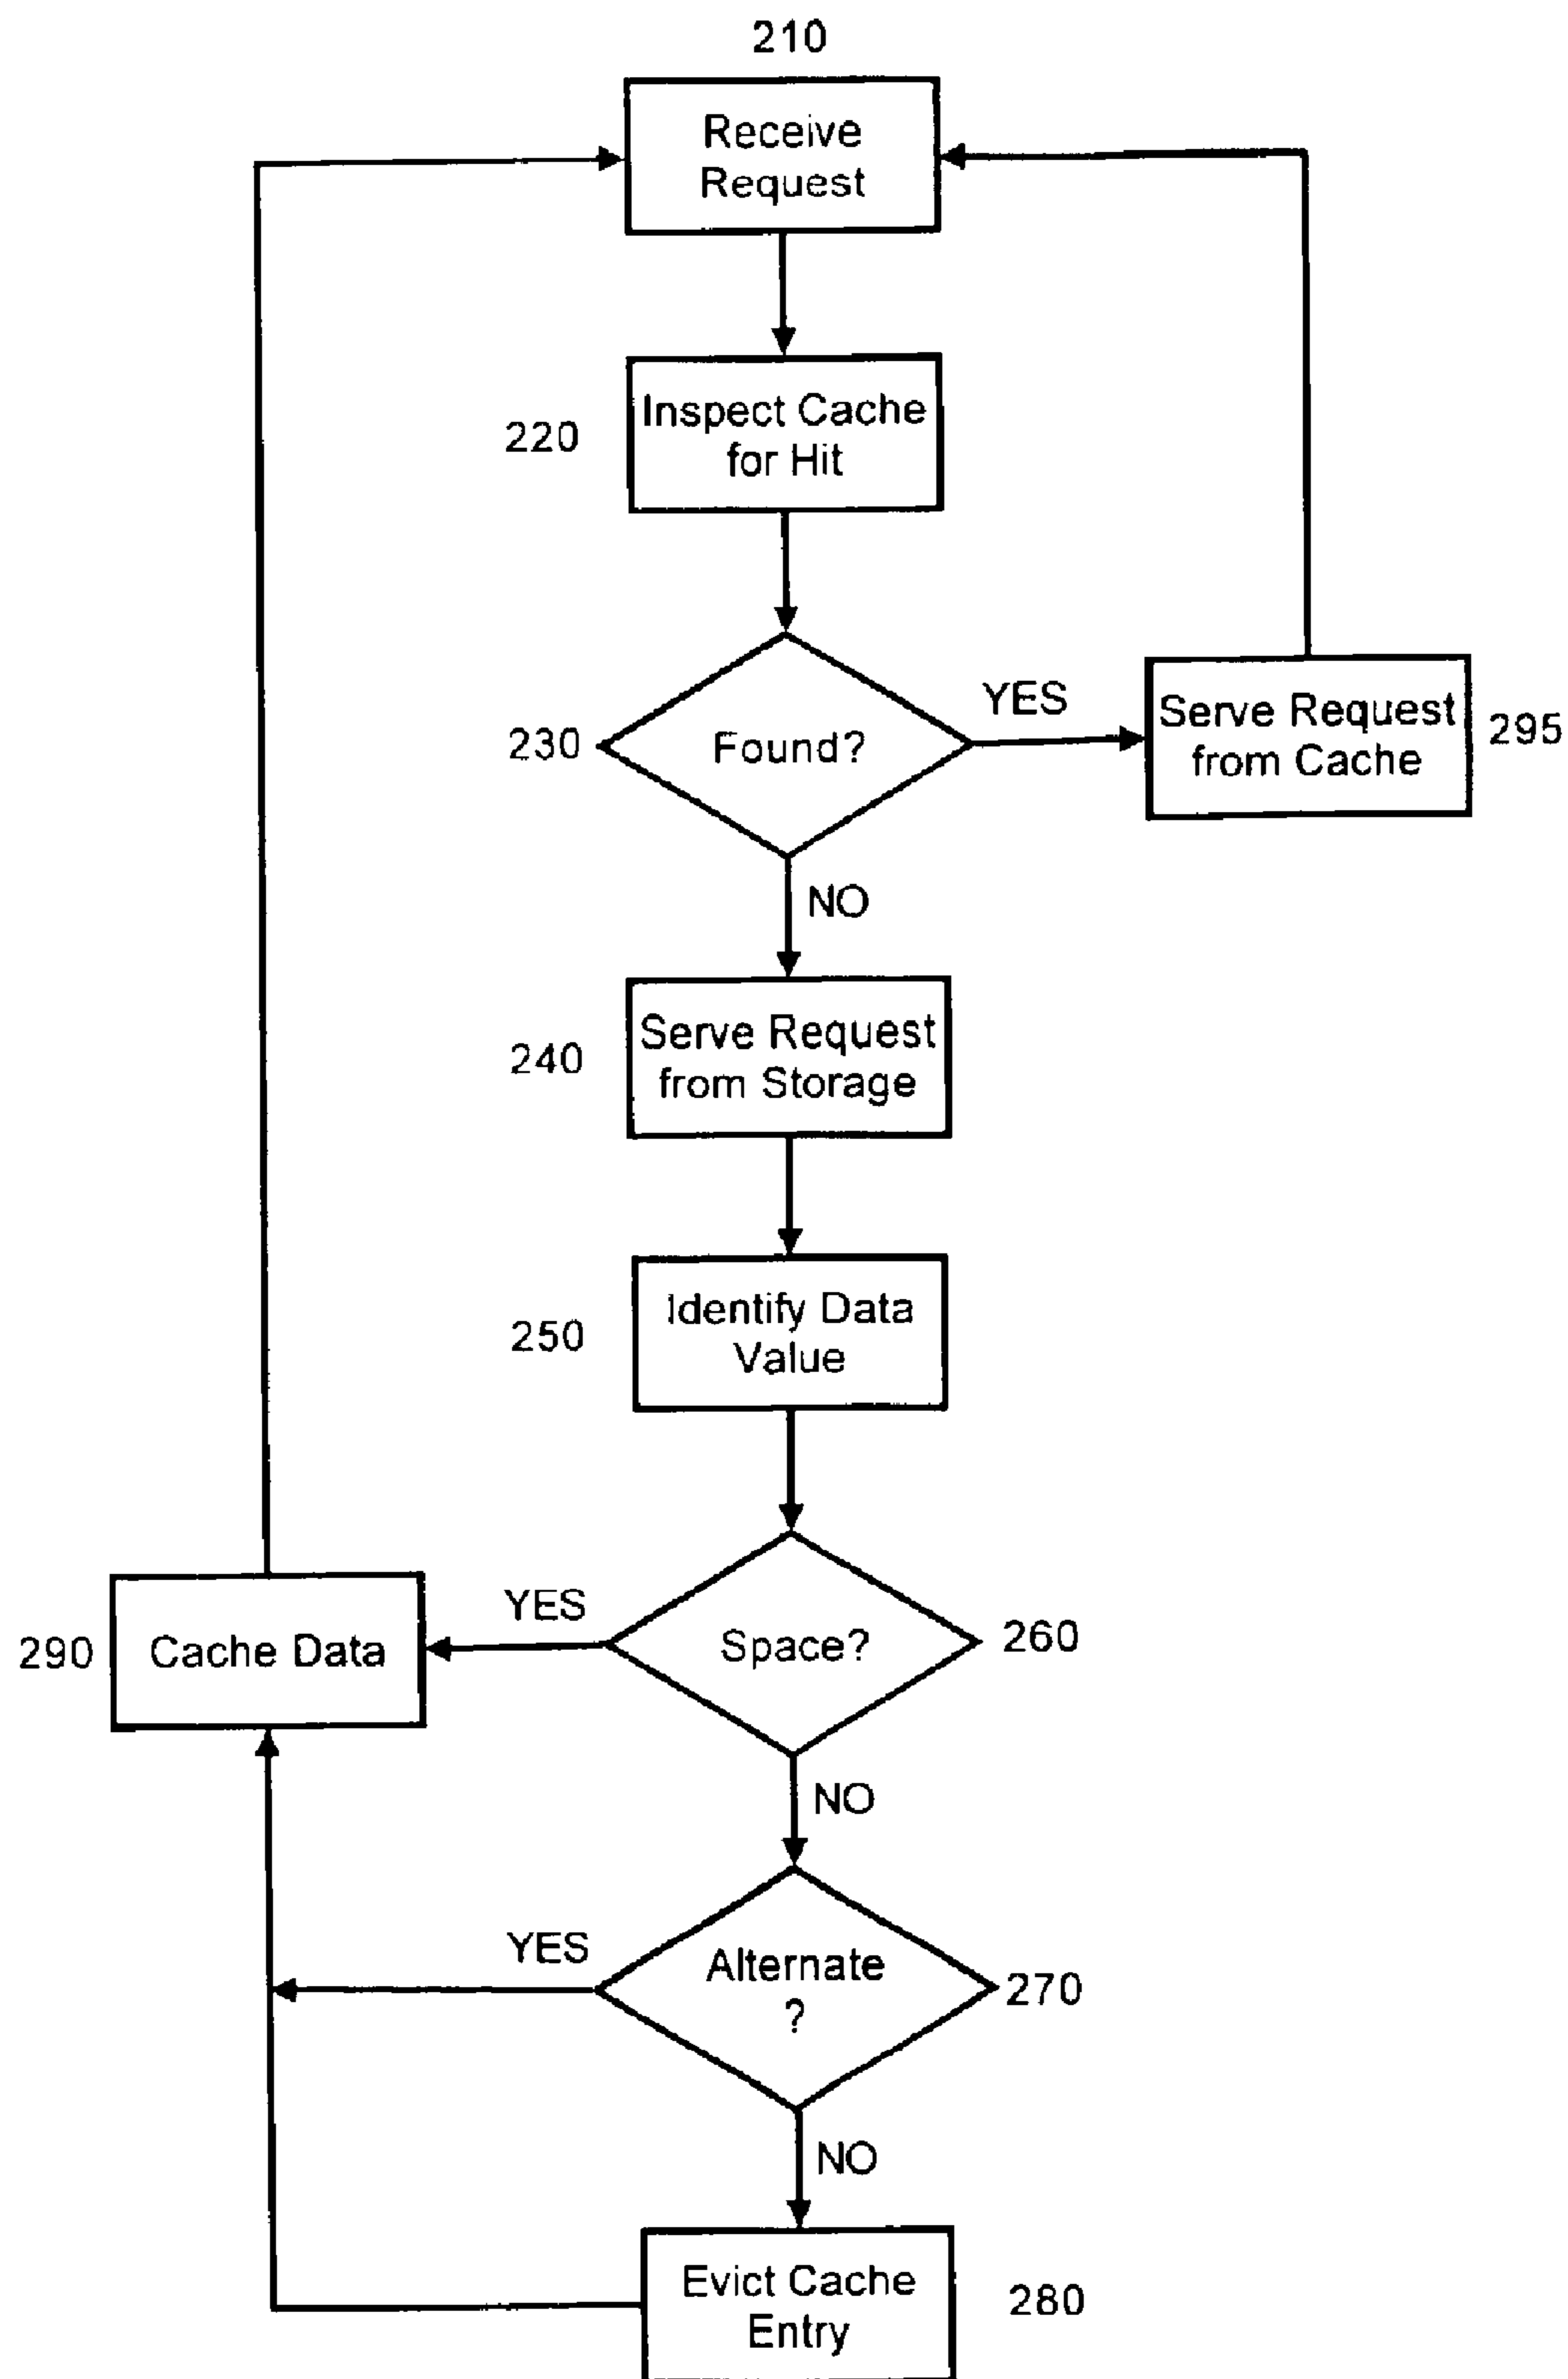 210
Receive
Request
220
Inspect Cache
for Hit
230
Found?
YES
Serve Request
from Cache
295
NO
240
Serve Request
from Storage
250
Identify Data
Value
290
Cache Data
YES
Space?
260
NO
YES
Alternate
?
270
NO
Evict Cache
Entry
280